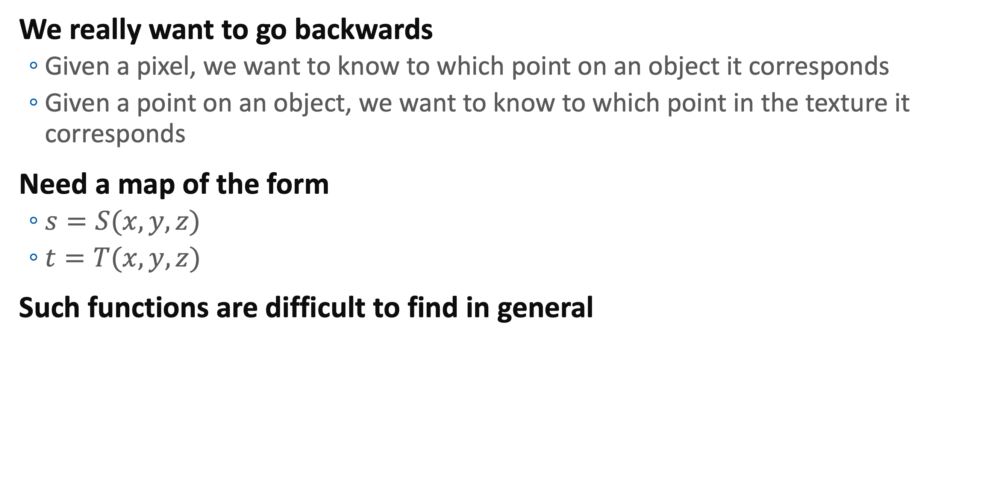 We really want to go backwards
◦ Given a pixel, we want to know to which point on an object it corresponds
◦ Given a point on an object, we want to know to which point in the texture it
corresponds
Need a map of the form
◦ s = S(x, y, z)
◦ t = T(x, y, z)
Such functions are difficult to find in general